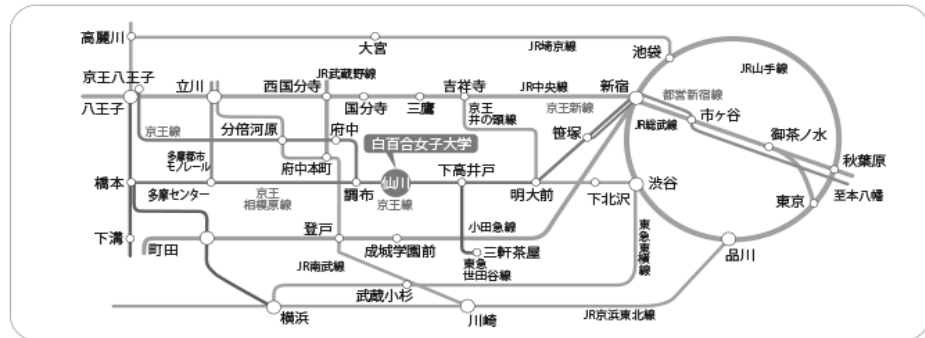 高麗川
大宮
JR埼京線
池袋
JR山手線
京王八王子
八王子
立川
西国分寺
JR武蔵野線
国分寺
三鷹
吉祥寺
JR中央線
新宿
都営新宿線
市ヶ谷
京王線
分倍河原
府中
京王
井の頭線
京王新線
笹塚
JR総武線
御茶ノ水
秋葉原
白百合女子大学
多摩都市
モノレール
府中本町
下高井戸
橋本
多摩センター
京王
相模原線
調布
仙川
京王線
明大前
下北沢
渋谷
東京
至本八幡
下溝
町田
登戸
成城学園前
小田急線
三軒茶屋
東急
世田谷線
東急東横線
品川
JR南武線
武蔵小杉
横浜
川崎
JR京浜東北線